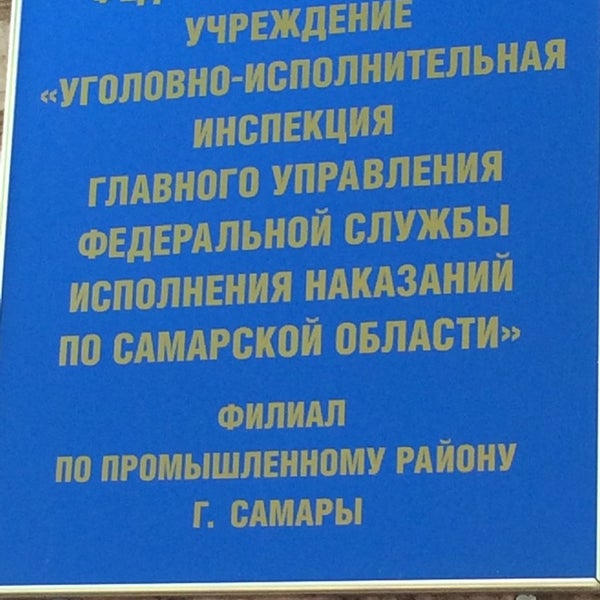 УЧРЕЖДЕНИЕ
«УГОЛОВНО-ИСПОЛНИТЕЛЬНАЯ
ИНСПЕКЦИЯ
ГЛАВНОГО УПРАВЛЕНИЯ
ФЕДЕРАЛЬНОЙ СЛУЖБЫ
ИСПОЛНЕНИЯ НАКАЗАНИЙ
ПО САМАРСКОЙ ОБЛАСТИ»
ФИЛИАЛ
ПО ПРОМЫШЛЕННОМУ РАЙОНУ
Г. САМАРЫ